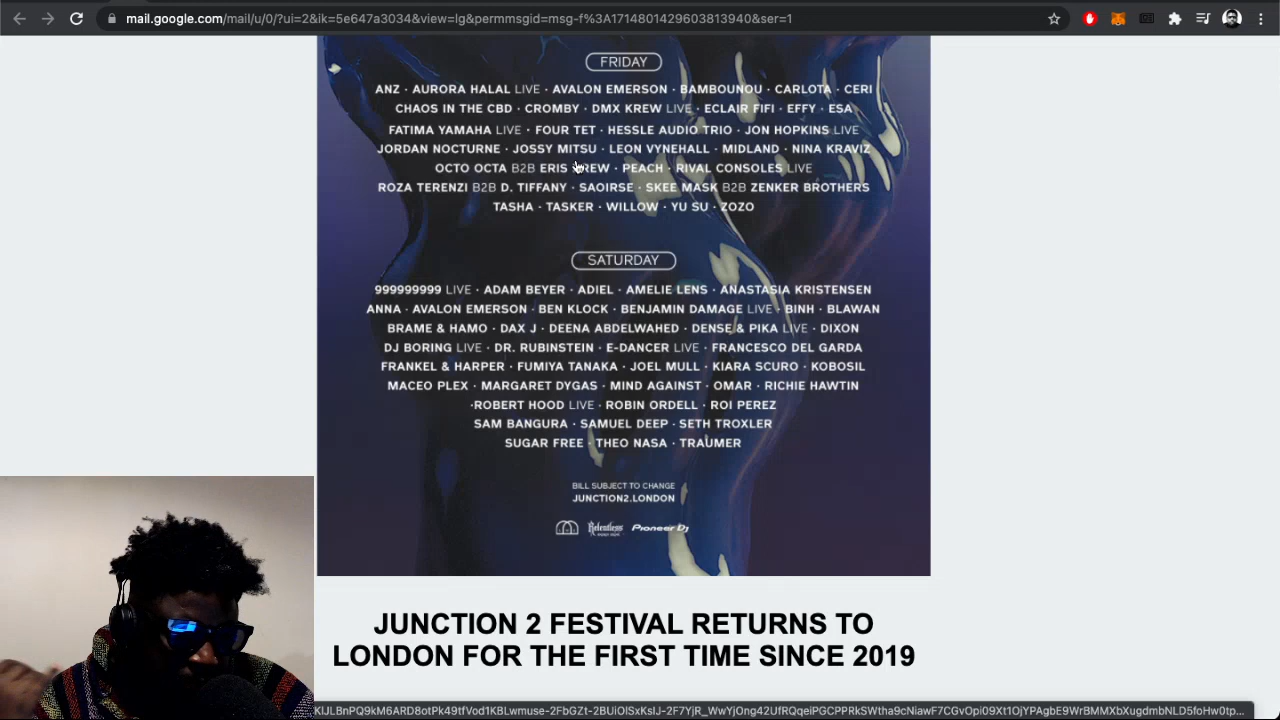 mail.google.com/mail/u/0/?ui=2&ik=5e647a3034&view=lg&permmsgid=msg-f%3A1714801429603813940&ser=1
FRIDAY
ANZ · AURORA HALAL LIVE · AVALON EMERSON · BAMBOUNOU · CARLOTA · CERI
CHAOS IN THE CBD · CROMBY · DMX KREW LIVE · ECLAIR FIFI · EFFY · ESA
FATIMA YAMAHA LIVE · FOUR TET · HESSLE AUDIO TRIO · JON HOPKINS LIVE
JORDAN NOCTURNE · JOSSY MITSU · LEON VYNEHALL · MIDLAND · NINA KRAVIZ
OCTO OCTA B2B ERIS DREW · PEACH · RIVAL CONSOLES LIVE
ROZA TERENZI B2B D. TIFFANY · SAOIRSE · SKEE MASK B2B ZENKER BROTHERS
TASHA · TASKER · WILLOW · YU SU · ZOZO
SATURDAY
999999999 LIVE · ADAM BEYER · ADIEL · AMELIE LENS · ANASTASIA KRISTENSEN
ANNA · AVALON EMERSON · BEN KLOCK · BENJAMIN DAMAGE LIVE · BINH · BLAWAN
BRAME & HAMO · DAX J · DEENA ABDELWAHED · DENSE & PIKA LIVE · DIXON
DJ BORING LIVE · DR. RUBINSTEIN · E-DANCER LIVE · FRANCESCO DEL GARDA
FRANKEL & HARPER · FUMIYA TANAKA · JOEL MULL · KIARA SCURO · KOBOSIL
MACEO PLEX · MARGARET DYGAS · MIND AGAINST · OMAR · RICHIE HAWTIN
·ROBERT HOOD LIVE · ROBIN ORDELL · ROI PEREZ
SAM BANGURA · SAMUEL DEEP · SETH TROXLER
SUGAR FREE · THEO NASA · TRAUMER
BILL SUBJECT TO CHANGE
JUNCTION2.LONDON
Relentless Pioneer Dj
JUNCTION 2 FESTIVAL RETURNS TO
LONDON FOR THE FIRST TIME SINCE 2019